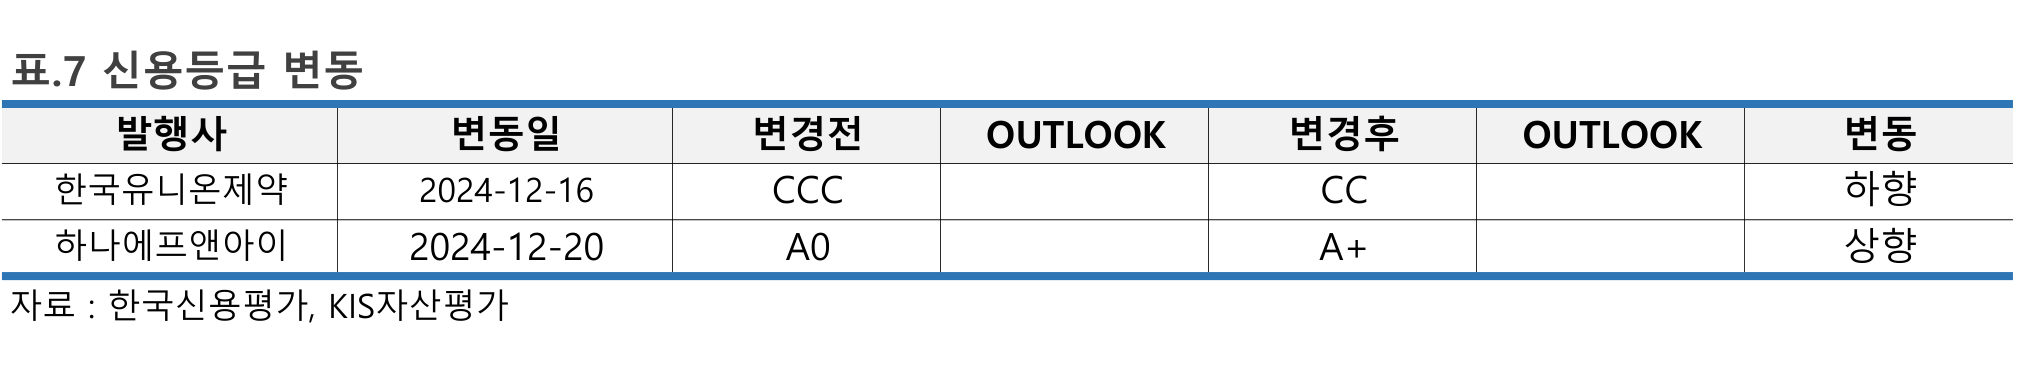 표.7 신용등급 변동
발행사 변동일 변경전 OUTLOOK 변경후 OUTLOOK 변동
한국유니온제약 2024-12-16 CCC CC 하향
하나에프앤아이 2024-12-20 A0 A+ 상향
자료 : 한국신용평가, KIS자산평가